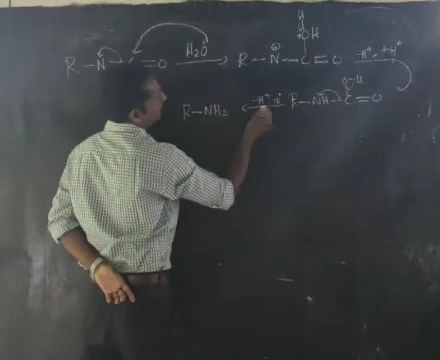 H
⊕OH
R–N–C=O H₂O → R–N⊖–C=O –H⁺, +H⁺
O–H
R–NH₂ ← –H⁺, H⁺ R–NH–C=O